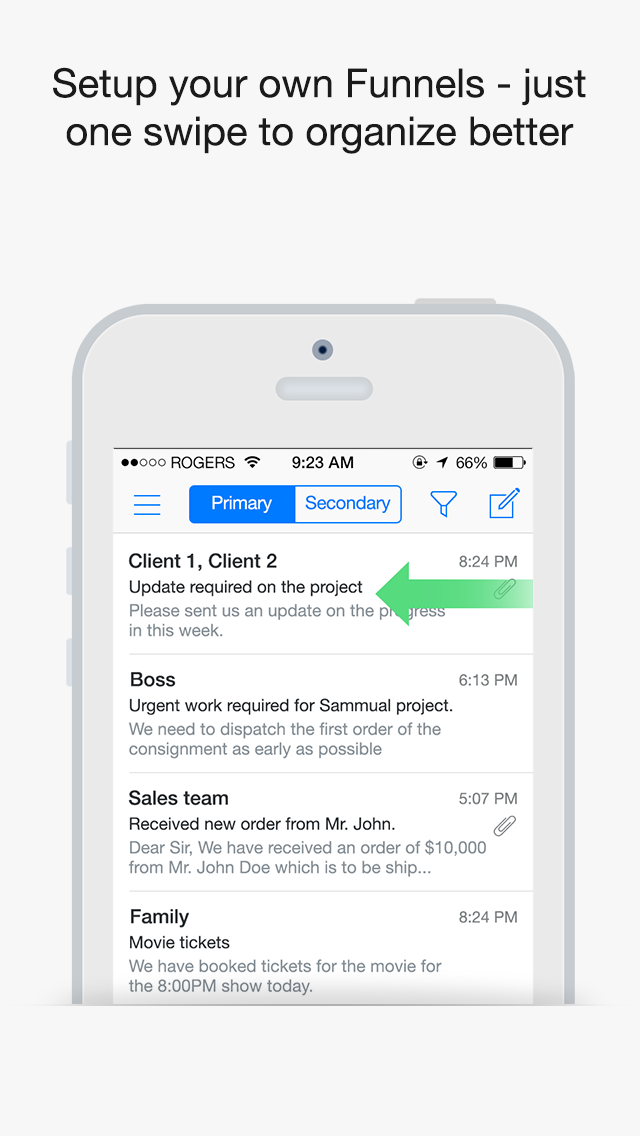 Setup your own Funnels - just
one swipe to organize better
ROGERS 9:23 AM 66%
Primary Secondary
Client 1, Client 2 8:24 PM
Update required on the project
Please sent us an update on the progress
in this week.
Boss 6:13 PM
Urgent work required for Sammual project.
We need to dispatch the first order of the
consignment as early as possible
Sales team 5:07 PM
Received new order from Mr. John.
Dear Sir, We have received an order of $10,000
from Mr. John Doe which is to be ship...
Family 8:24 PM
Movie tickets
We have booked tickets for the movie for
the 8:00PM show today.